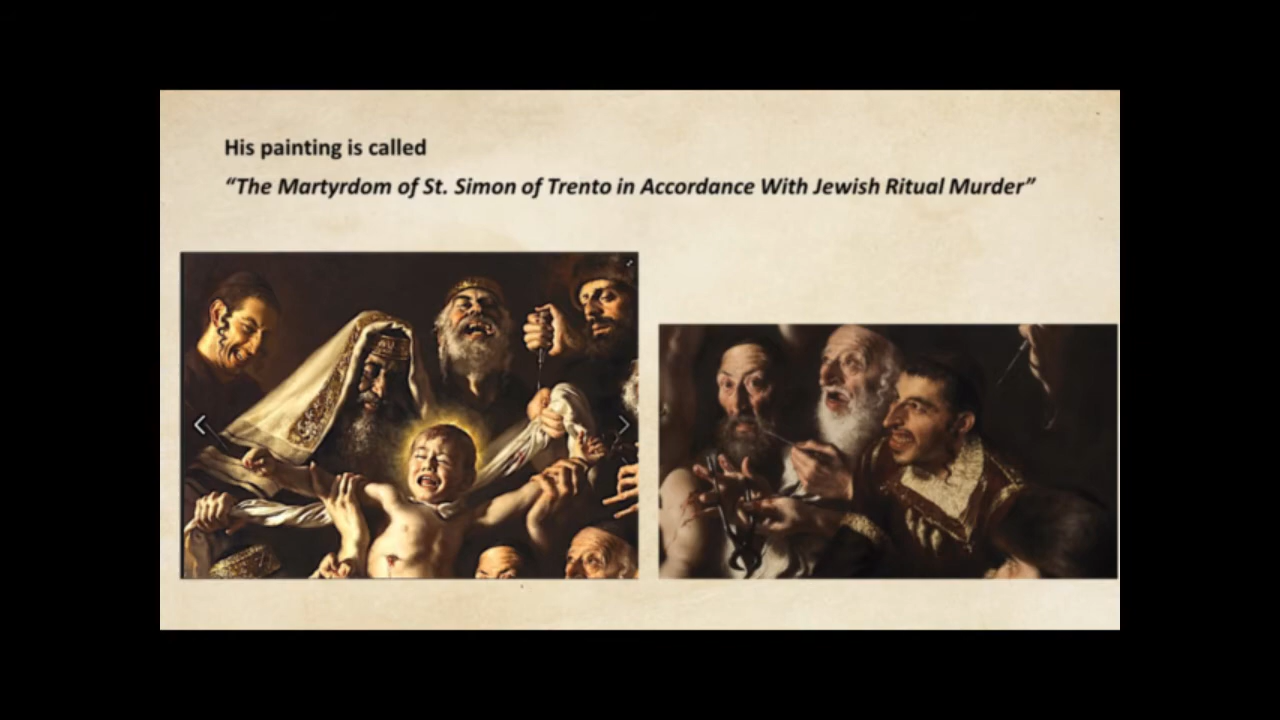 His painting is called
“The Martyrdom of St. Simon of Trento in Accordance With Jewish Ritual Murder”